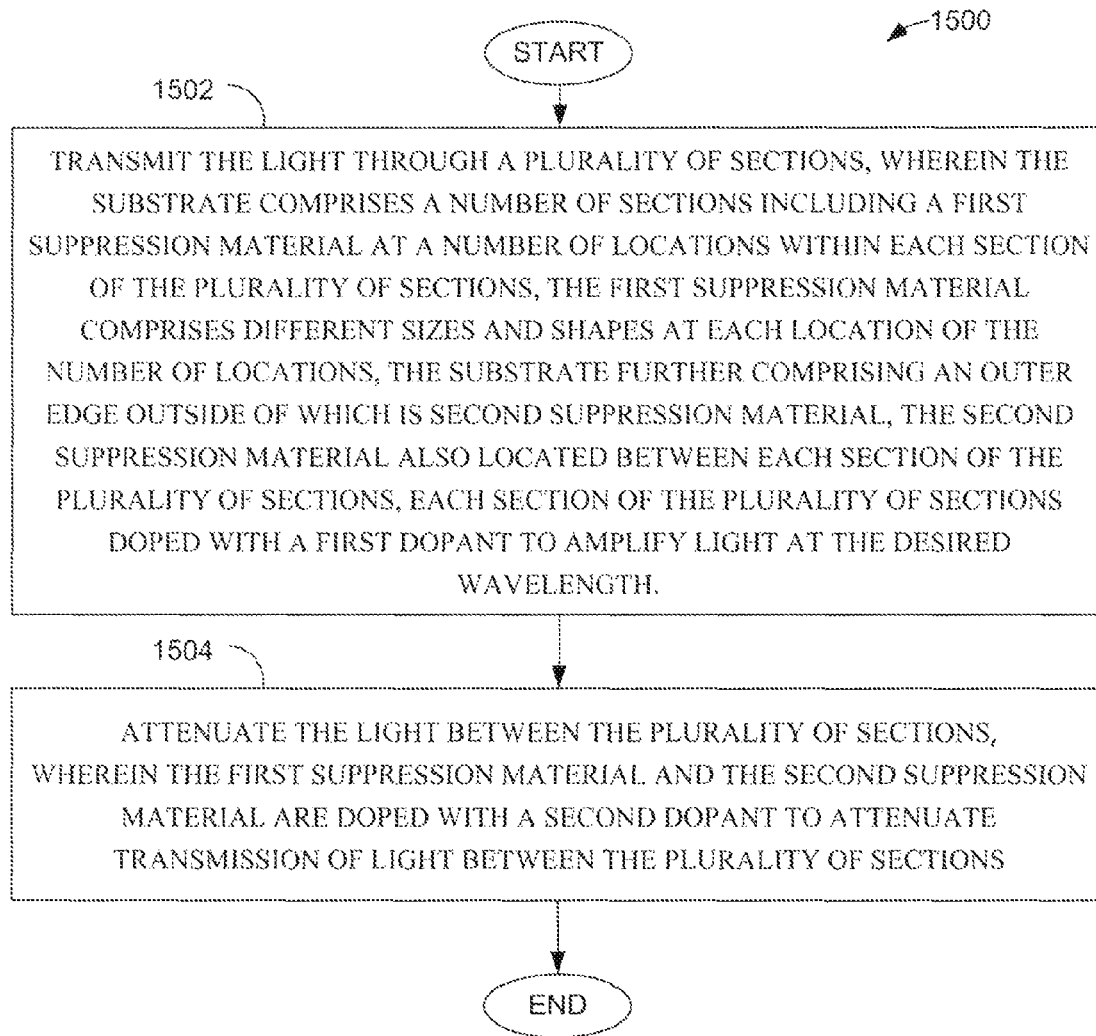 1500
START
1502
TRANSMIT THE LIGHT THROUGH A PLURALITY OF SECTIONS, WHEREIN THE
SUBSTRATE COMPRISES A NUMBER OF SECTIONS INCLUDING A FIRST
SUPPRESSION MATERIAL AT A NUMBER OF LOCATIONS WITHIN EACH SECTION
OF THE PLURALITY OF SECTIONS, THE FIRST SUPPRESSION MATERIAL
COMPRISES DIFFERENT SIZES AND SHAPES AT EACH LOCATION OF THE
NUMBER OF LOCATIONS, THE SUBSTRATE FURTHER COMPRISING AN OUTER
EDGE OUTSIDE OF WHICH IS SECOND SUPPRESSION MATERIAL, THE SECOND
SUPPRESSION MATERIAL ALSO LOCATED BETWEEN EACH SECTION OF THE
PLURALITY OF SECTIONS, EACH SECTION OF THE PLURALITY OF SECTIONS
DOPED WITH A FIRST DOPANT TO AMPLIFY LIGHT AT THE DESIRED
WAVELENGTH.
1504
ATTENUATE THE LIGHT BETWEEN THE PLURALITY OF SECTIONS,
WHEREIN THE FIRST SUPPRESSION MATERIAL AND THE SECOND SUPPRESSION
MATERIAL ARE DOPED WITH A SECOND DOPANT TO ATTENUATE
TRANSMISSION OF LIGHT BETWEEN THE PLURALITY OF SECTIONS
END